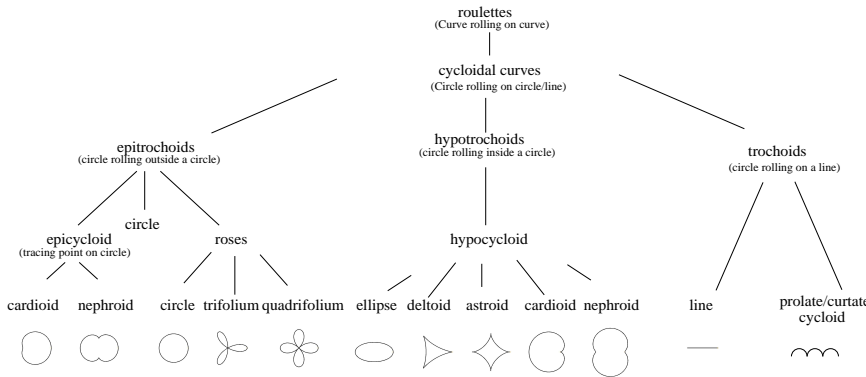 roulettes
(Curve rolling on curve)
cycloidal curves
(Circle rolling on circle/line)
epitrochoids
(circle rolling outside a circle)
hypotrochoids
(circle rolling inside a circle)
trochoids
(circle rolling on a line)
epicycloid
(tracing point on circle)
circle
roses
hypocycloid
cardioid
nephroid
circle
trifolium
quadrifolium
ellipse
deltoid
astroid
cardioid
nephroid
line
prolate/curtate
cycloid